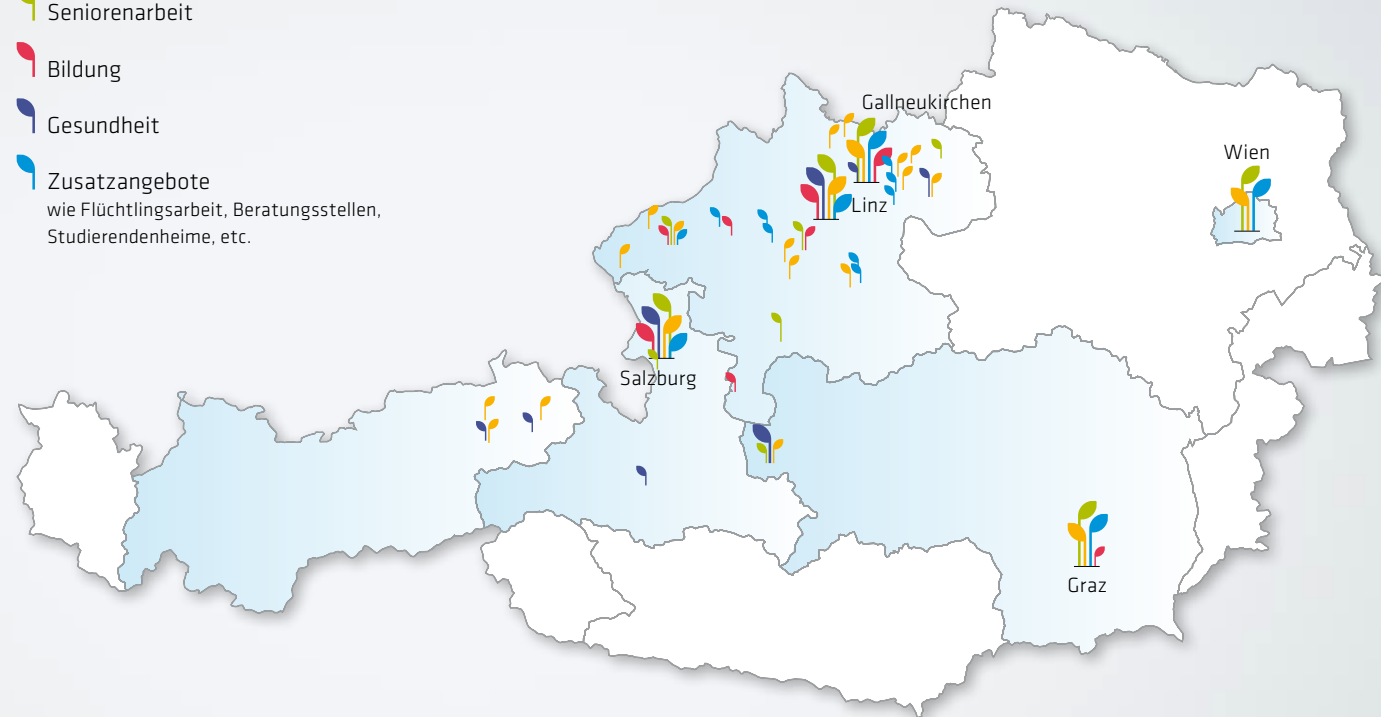 Seniorenarbeit
Bildung
Gesundheit
Zusatzangebote
wie Flüchtlingsarbeit, Beratungsstellen,
Studierendenheime, etc.
Gallneukirchen
Wien
Linz
Salzburg
Graz